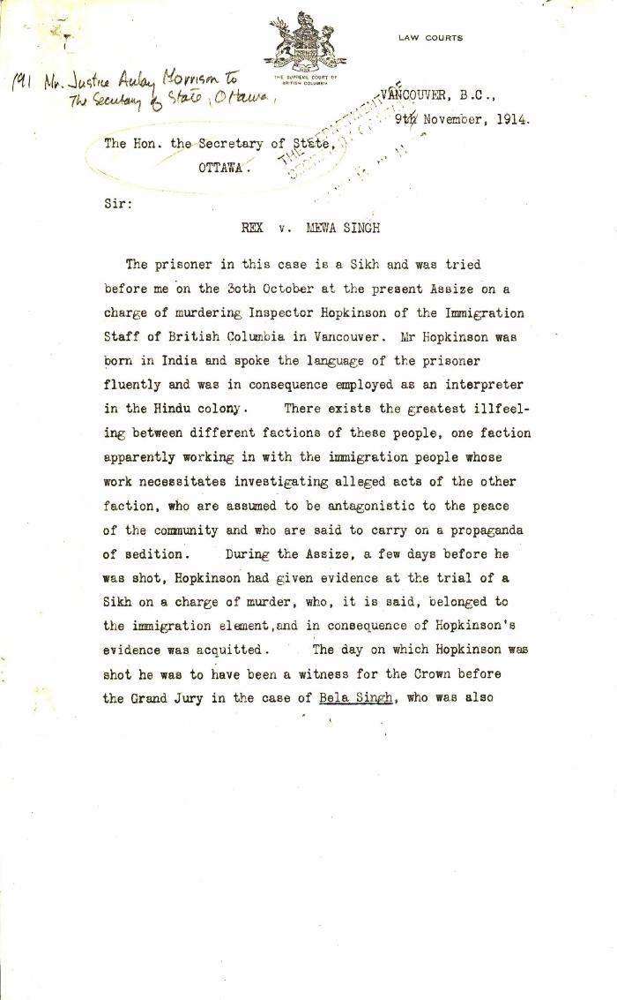 LAW COURTS
THE SUPREME COURT OF
BRITISH COLUMBIA
191 Mr. Justice Aulay Morrison to
The Secretary of State, Ottawa,
VANCOUVER, B.C.,
9th November, 1914.
The Hon. the Secretary of State,
OTTAWA.
Sir:
REX v. MEWA SINGH
The prisoner in this case is a Sikh and was tried
before me on the 30th October at the present Assize on a
charge of murdering Inspector Hopkinson of the Immigration
Staff of British Columbia in Vancouver. Mr Hopkinson was
born in India and spoke the language of the prisoner
fluently and was in consequence employed as an interpreter
in the Hindu colony. There exists the greatest illfeel-
ing between different factions of these people, one faction
apparently working in with the immigration people whose
work necessitates investigating alleged acts of the other
faction, who are assumed to be antagonistic to the peace
of the community and who are said to carry on a propaganda
of sedition. During the Assize, a few days before he
was shot, Hopkinson had given evidence at the trial of a
Sikh on a charge of murder, who, it is said, belonged to
the immigration element,and in consequence of Hopkinson's
evidence was acquitted. The day on which Hopkinson was
shot he was to have been a witness for the Crown before
the Grand Jury in the case of Bela Singh, who was also